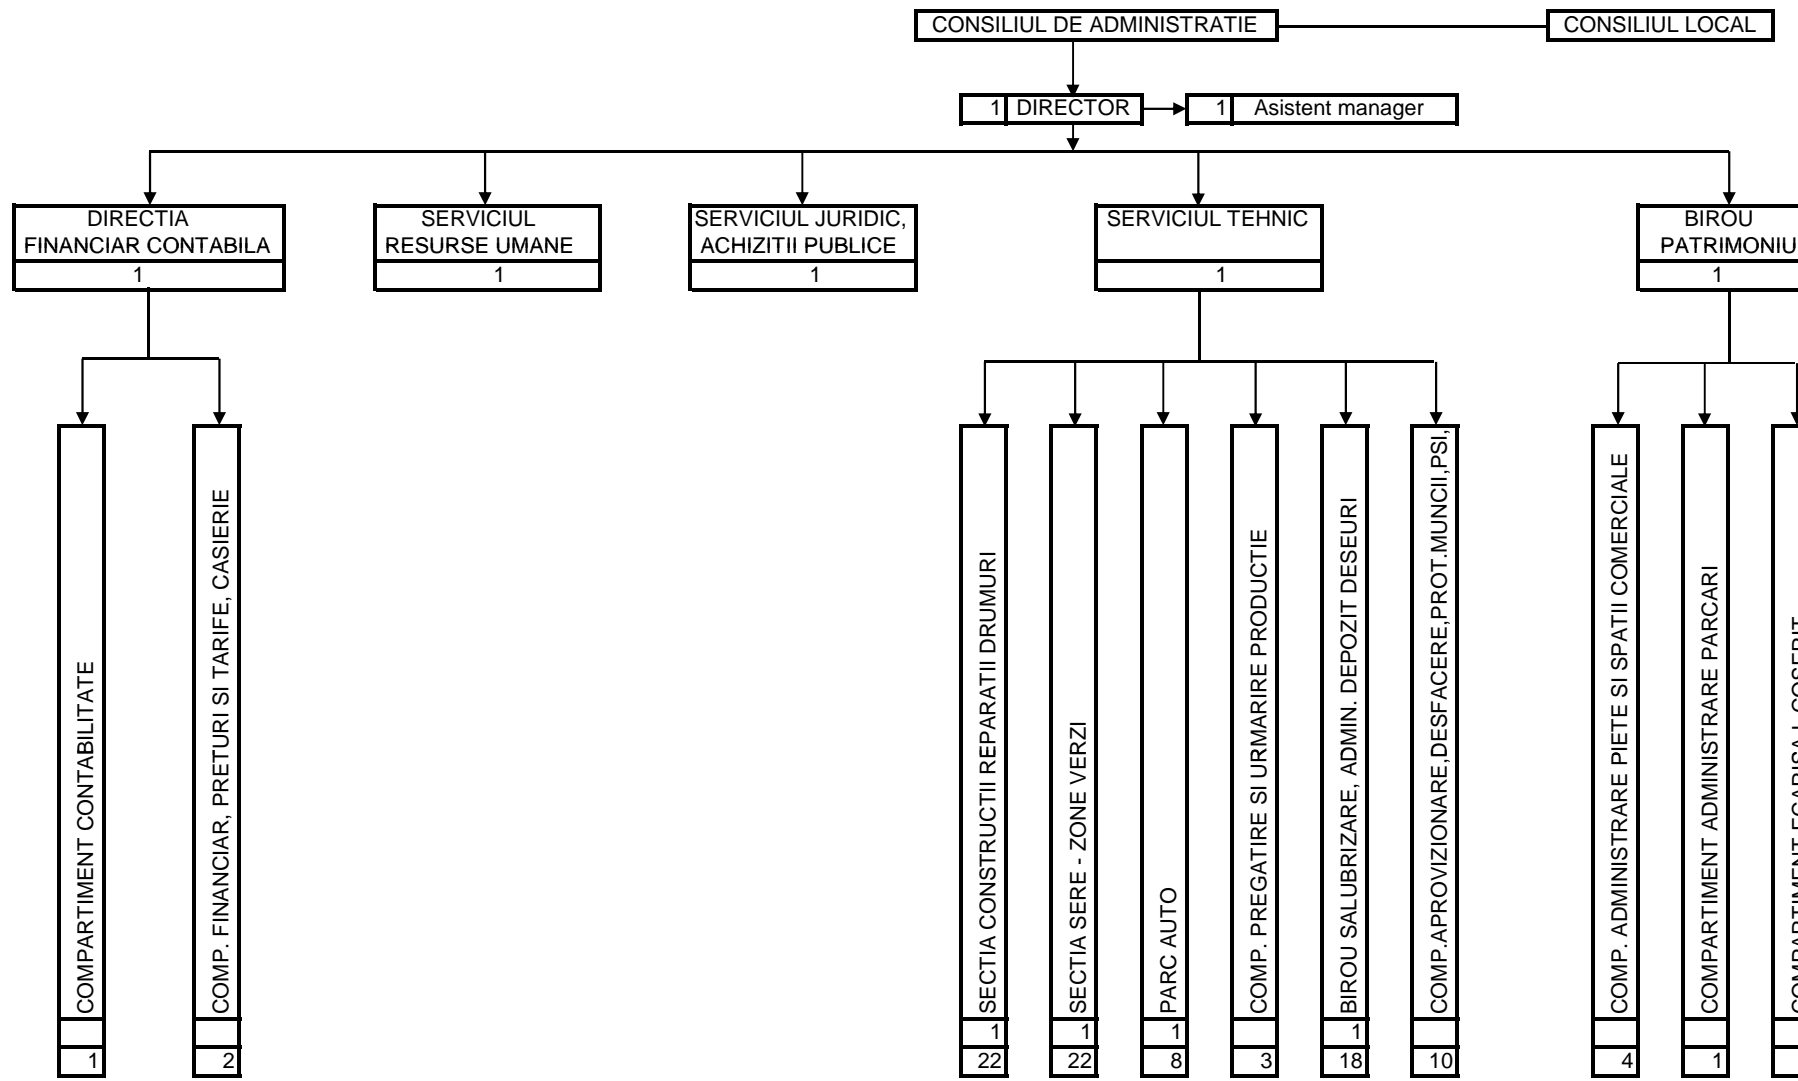 CONSILIUL DE ADMINISTRATIE
CONSILIUL LOCAL
1 DIRECTOR
1 Asistent manager
DIRECTIA
FINANCIAR CONTABILA
1
SERVICIUL
RESURSE UMANE
1
SERVICIUL JURIDIC,
ACHIZITII PUBLICE
1
SERVICIUL TEHNIC
1
BIROU
PATRIMONIU
1
COMPARTIMENT CONTABILITATE
1
COMP. FINANCIAR, PRETURI SI TARIFE, CASIERIE
2
SECTIA CONSTRUCTII REPARATII DRUMURI
1
22
SECTIA SERE - ZONE VERZI
1
22
PARC AUTO
1
8
COMP. PREGATIRE SI URMARIRE PRODUCTIE
3
BIROU SALUBRIZARE, ADMIN. DEPOZIT DESEURI
1
18
COMP.APROVIZIONARE,DESFACERE,PROT.MUNCII,PSI,
10
COMP. ADMINISTRARE PIETE SI SPATII COMERCIALE
4
COMPARTIMENT ADMINISTRARE PARCARI
1